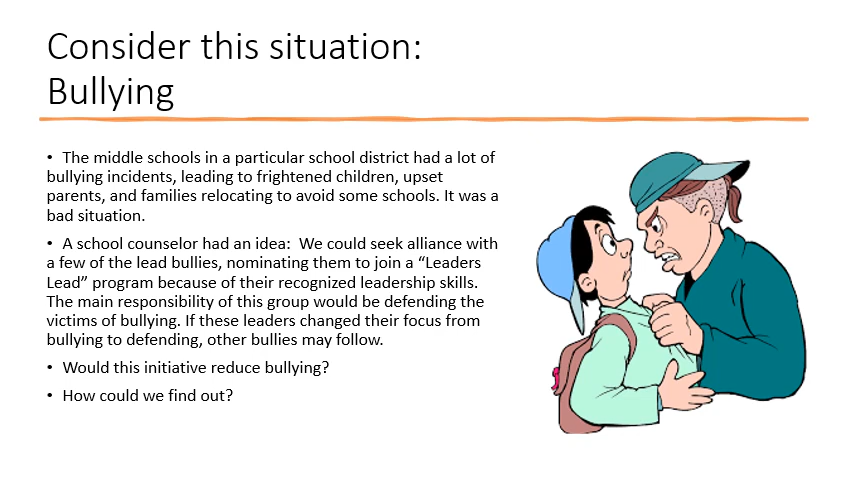 Consider this situation:
Bullying
• The middle schools in a particular school district had a lot of
bullying incidents, leading to frightened children, upset
parents, and families relocating to avoid some schools. It was a
bad situation.
• A school counselor had an idea:  We could seek alliance with
a few of the lead bullies, nominating them to join a “Leaders
Lead” program because of their recognized leadership skills.
The main responsibility of this group would be defending the
victims of bullying. If these leaders changed their focus from
bullying to defending, other bullies may follow.
• Would this initiative reduce bullying?
• How could we find out?